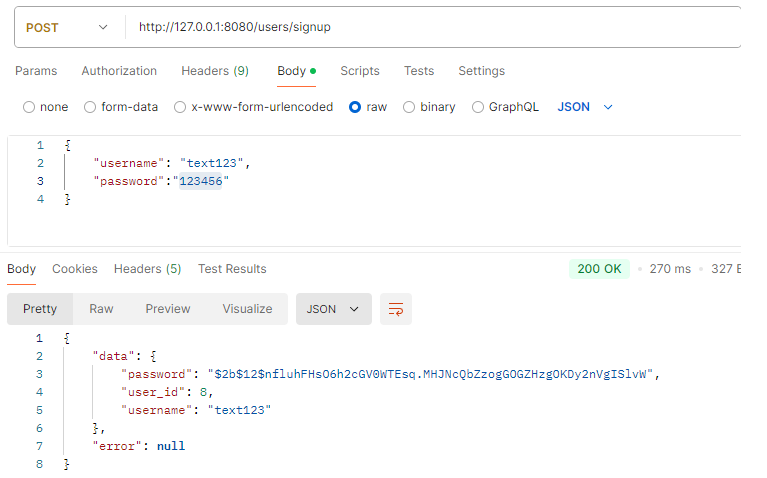 POST http://127.0.0.1:8080/users/signup
Params Authorization Headers (9) Body Scripts Tests Settings
none form-data x-www-form-urlencoded raw binary GraphQL JSON
1 {
2 "username": "text123",
3 "password":"123456"
4 }
Body Cookies Headers (5) Test Results 200 OK 270 ms 327 B
Pretty Raw Preview Visualize JSON
1 {
2 "data": {
3 "password": "$2b$12$nfluhFHsO6h2cGV0WTEsq.MHJNcQbZzogGOGZHzgOKDy2nVgISlvW",
4 "user_id": 8,
5 "username": "text123"
6 },
7 "error": null
8 }